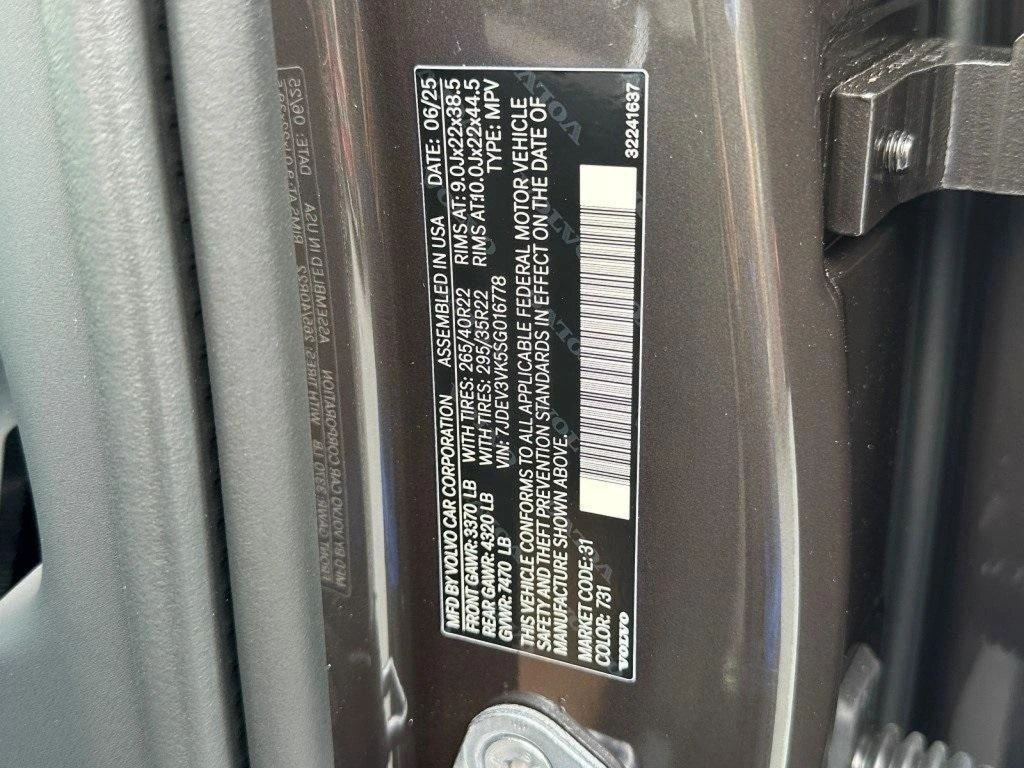 MFD BY VOLVO CAR CORPORATION ASSEMBLED IN USA DATE: 06/25
FRONT GAWR: 3370 LB WITH TIRES: 265/40R22 RIMS AT: 9.0Jx22x38.5
REAR GAWR: 4320 LB WITH TIRES: 295/35R22 RIMS AT:10.0Jx22x44.5
GVWR: 7470 LB VIN: 7JDEV3VK5SG016778 TYPE: MPV
THIS VEHICLE CONFORMS TO ALL APPLICABLE FEDERAL MOTOR VEHICLE
SAFETY AND THEFT PREVENTION STANDARDS IN EFFECT ON THE DATE OF
MANUFACTURE SHOWN ABOVE.
MARKET CODE:31
COLOR: 731
VOLVO
32241637